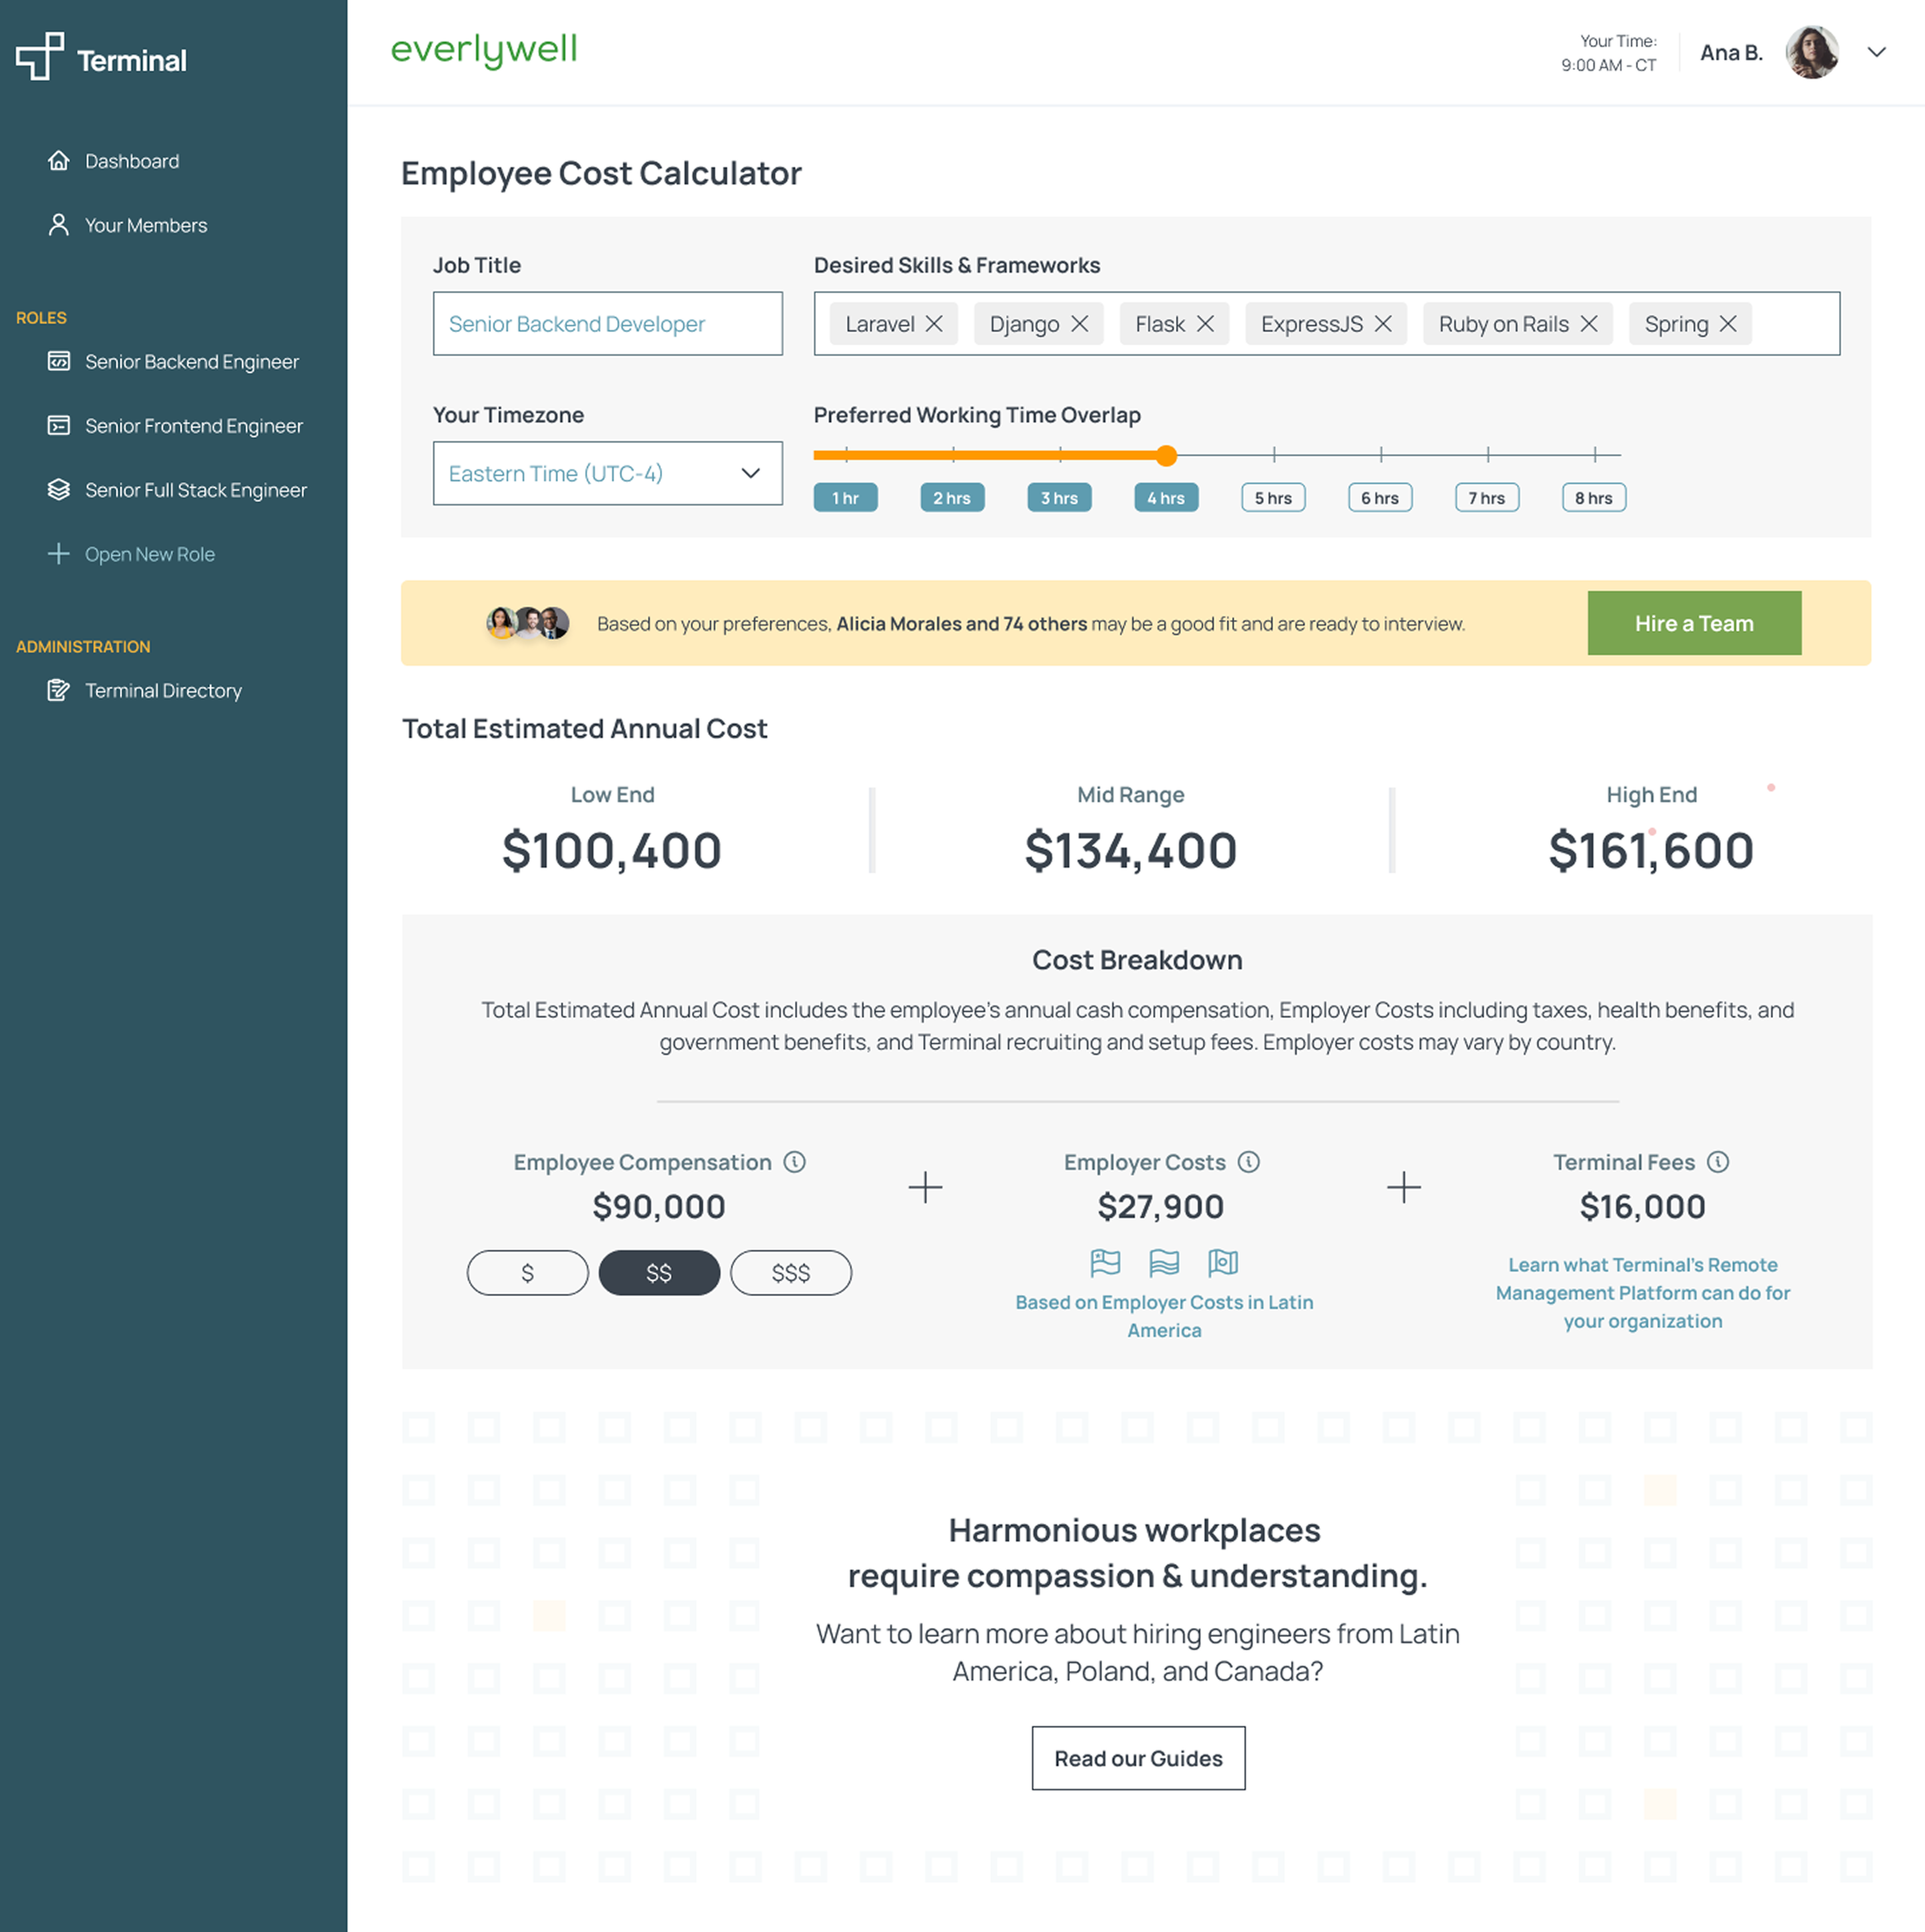 Terminal
everlywell
Your Time:
9:00 AM - CT
Ana B.
Dashboard
Your Members
ROLES
Senior Backend Engineer
Senior Frontend Engineer
Senior Full Stack Engineer
Open New Role
ADMINISTRATION
Terminal Directory
Employee Cost Calculator
Job Title
Senior Backend Developer
Desired Skills & Frameworks
Laravel Django Flask ExpressJS Ruby on Rails Spring
Your Timezone
Eastern Time (UTC-4)
Preferred Working Time Overlap
1 hr 2 hrs 3 hrs 4 hrs 5 hrs 6 hrs 7 hrs 8 hrs
Based on your preferences, Alicia Morales and 74 others may be a good fit and are ready to interview.
Hire a Team
Total Estimated Annual Cost
Low End
$100,400
Mid Range
$134,400
High End
$161,600
Cost Breakdown
Total Estimated Annual Cost includes the employee's annual cash compensation, Employer Costs including taxes, health benefits, and
government benefits, and Terminal recruiting and setup fees. Employer costs may vary by country.
Employee Compensation
$90,000
$ $$ $$$
+
Employer Costs
$27,900
Based on Employer Costs in Latin
America
+
Terminal Fees
$16,000
Learn what Terminal's Remote
Management Platform can do for
your organization
Harmonious workplaces
require compassion & understanding.
Want to learn more about hiring engineers from Latin
America, Poland, and Canada?
Read our Guides